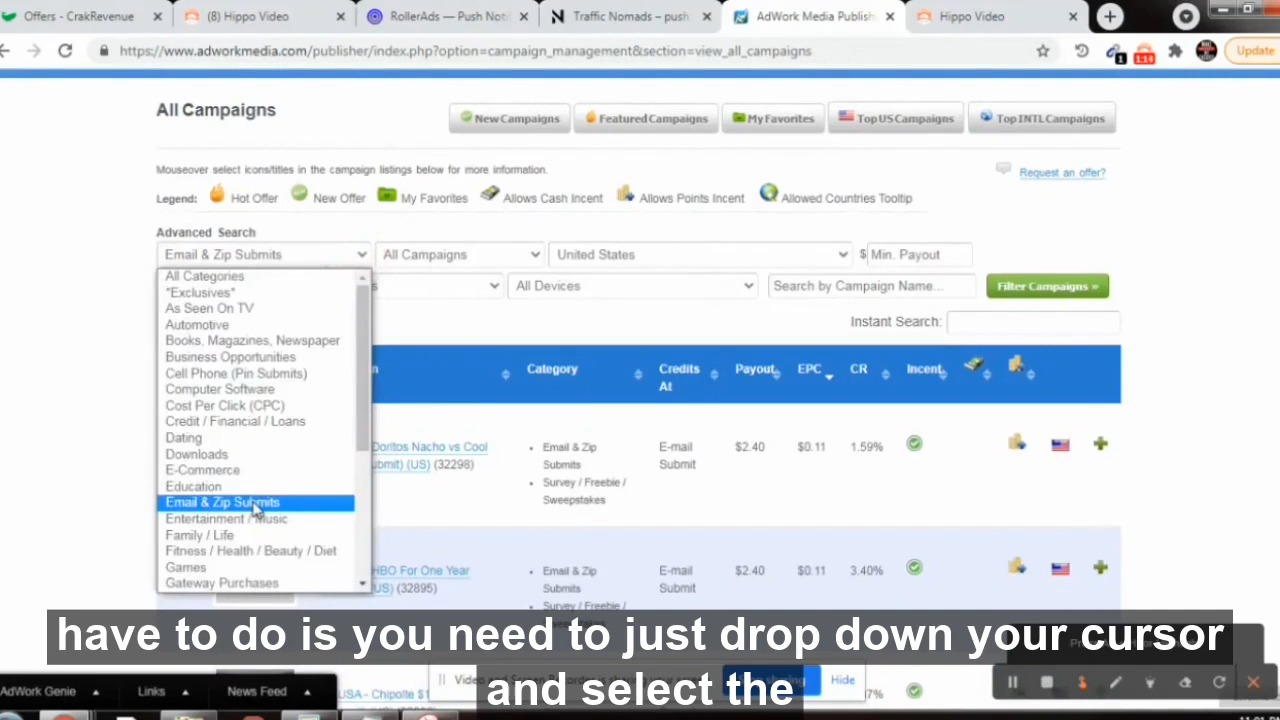 Offers - CrakRevenue
(8) Hippo Video
RollerAds — Push Noti
Traffic Nomads – push
AdWork Media Publish
Hippo Video
https://www.adworkmedia.com/publisher/index.php?option=campaign_management&section=view_all_campaigns
1
1:14
Update
All Campaigns
New Campaigns
Featured Campaigns
My Favorites
Top US Campaigns
Top INTL Campaigns
Mouseover select icons/titles in the campaign listings below for more information.
Request an offer?
Legend: Hot Offer New Offer My Favorites Allows Cash Incent Allows Points Incent Allowed Countries Tooltip
Advanced Search
Email & Zip Submits
All Campaigns
United States
$ Min. Payout
All Categories
"Exclusives"
As Seen On TV
Automotive
Books, Magazines, Newspaper
Business Opportunities
Cell Phone (Pin Submits)
Computer Software
Cost Per Click (CPC)
Credit / Financial / Loans
Dating
Downloads
E-Commerce
Education
Email & Zip Submits
Entertainment / Music
Family / Life
Fitness / Health / Beauty / Diet
Games
Gateway Purchases
All Devices
Search by Campaign Name...
Filter Campaigns »
Instant Search:
Category
Credits At
Payout
EPC
CR
Incent
Doritos Nacho vs Cool
(US) (32298)
Email & Zip Submits
Survey / Freebie / Sweepstakes
E-mail Submit
$2.40
$0.11
1.59%
HBO For One Year
(32895)
Email & Zip Submits
Survey / Freebie /
E-mail Submit
$2.40
$0.11
3.40%
USA - Chipotle $1
have to do is you need to just drop down your cursor
and select the
Hide
AdWork Genie
Links
News Feed